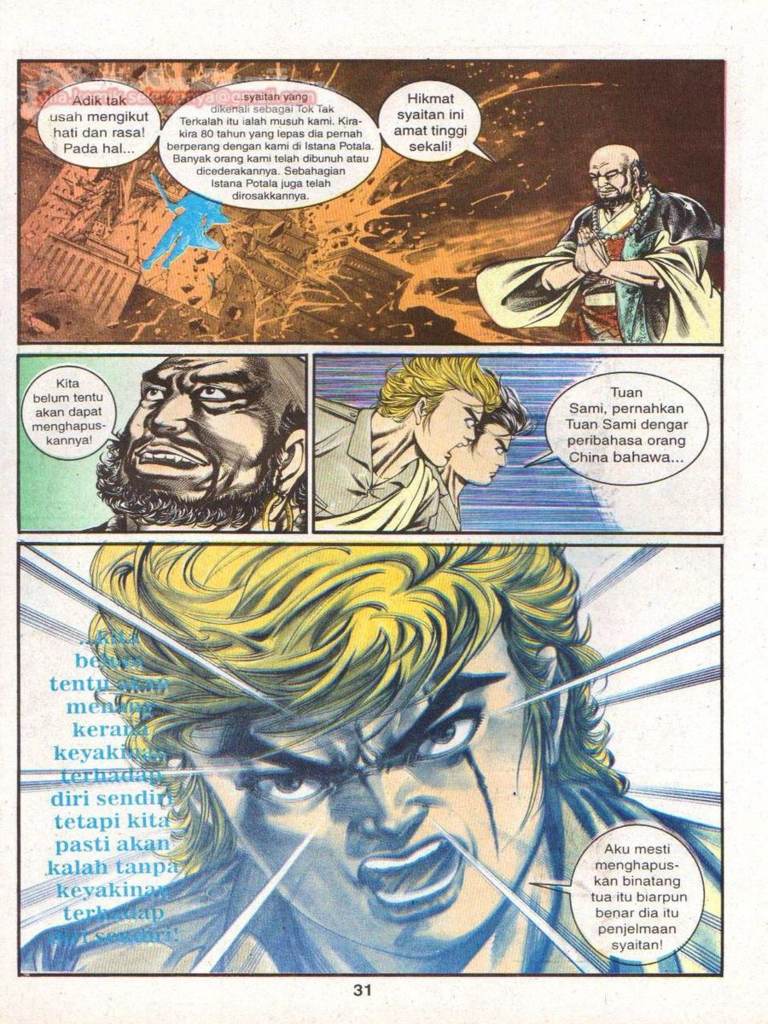 Adik tak
usah mengikut
hati dan rasa!
Pada hal...
...syaitan yang
dikenali sebagai Tok Tak
Terkalah itu ialah musuh kami. Kira-
kira 80 tahun yang lepas dia pernah
berperang dengan kami di Istana Potala.
Banyak orang kami telah dibunuh atau
dicederakannya. Sebahagian
Istana Potala juga telah
dirosakkannya.
Hikmat
syaitan ini
amat tinggi
sekali!
Kita
belum tentu
akan dapat
menghapus-
kannya!
Tuan
Sami, pernahkan
Tuan Sami dengar
peribahasa orang
China bahawa...
...kita
belum
tentu akan
menang
kerana
keyakinan
terhadap
diri sendiri
tetapi kita
pasti akan
kalah tanpa
keyakinan
terhadap
diri sendiri!
Aku mesti
menghapus-
kan binatang
tua itu biarpun
benar dia itu
penjelmaan
syaitan!
31